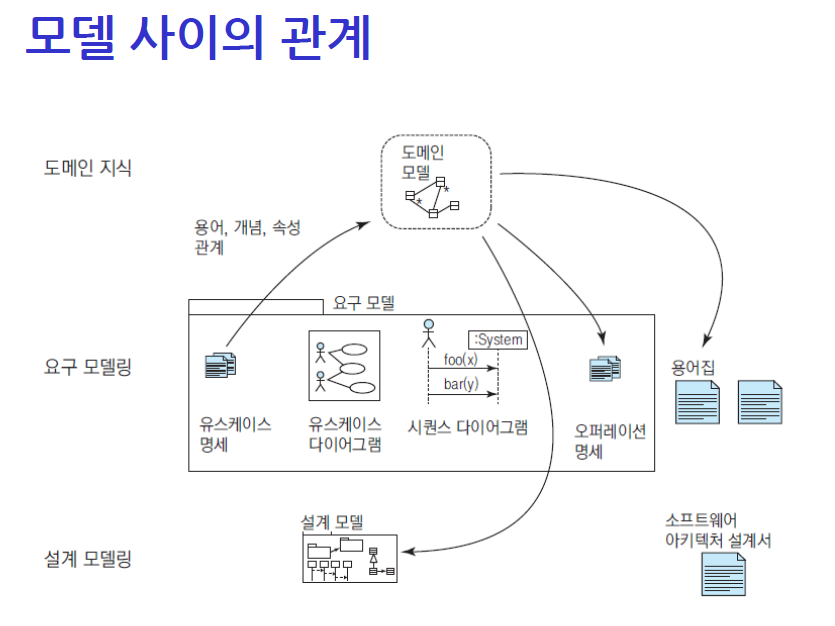 모델 사이의 관계
도메인 지식
도메인
모델
*
*
용어, 개념, 속성
관계
요구 모델
요구 모델링
:System
foo(x)
bar(y)
유스케이스
명세
유스케이스
다이어그램
시퀀스 다이어그램
오퍼레이션
명세
용어집
설계 모델링
설계 모델
소프트웨어
아키텍처 설계서